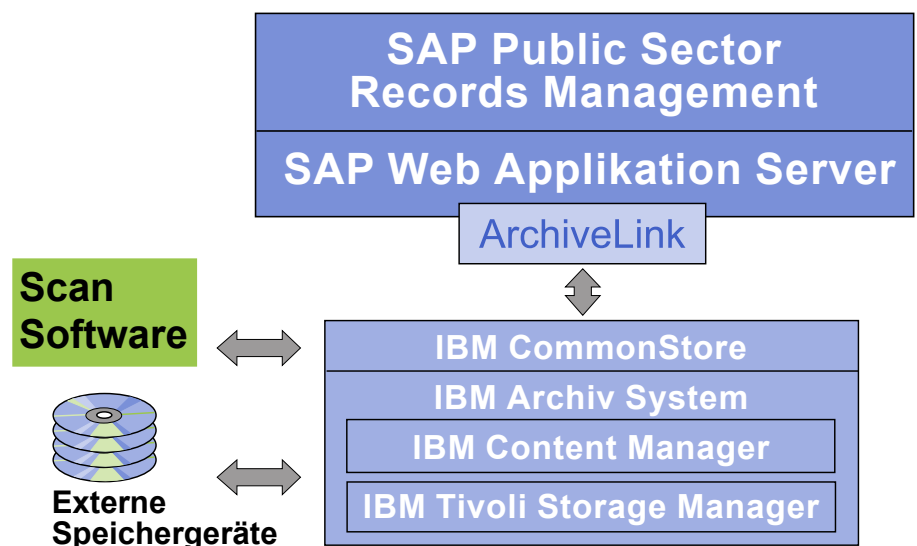 SAP Public Sector
Records Management
SAP Web Applikation Server
ArchiveLink
Scan
Software
IBM CommonStore
IBM Archiv System
IBM Content Manager
IBM Tivoli Storage Manager
Externe
Speichergeräte